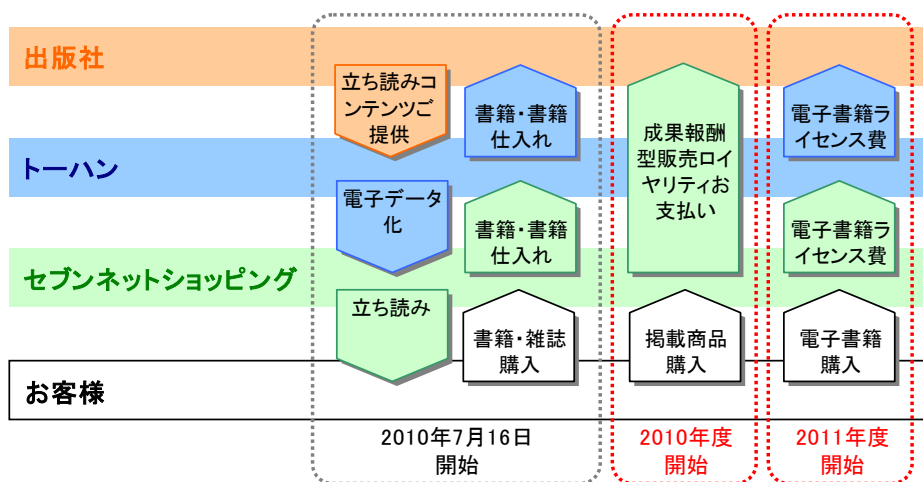 出版社
立ち読みコ
ンテンツご
提供
書籍・書籍
仕入れ
成果報酬
型販売ロイ
ヤリティお
支払い
電子書籍ラ
イセンス費
トーハン
電子データ
化
書籍・書籍
仕入れ
電子書籍ラ
イセンス費
セブンネットショッピング
立ち読み
書籍・雑誌
購入
掲載商品
購入
電子書籍
購入
お客様
2010年7月16日
開始
2010年度
開始
2011年度
開始